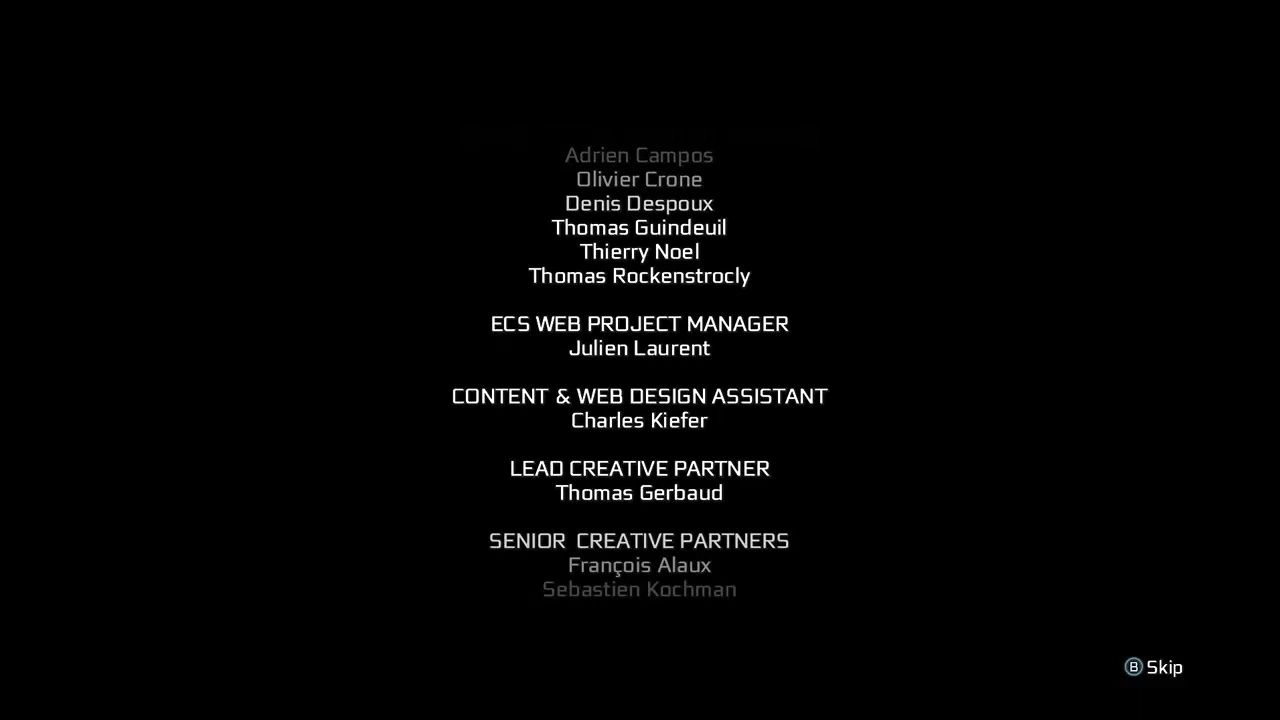 Adrien Campos
Olivier Crone
Denis Despoux
Thomas Guindeuil
Thierry Noel
Thomas Rockenstrocly
ECS WEB PROJECT MANAGER
Julien Laurent
CONTENT & WEB DESIGN ASSISTANT
Charles Kiefer
LEAD CREATIVE PARTNER
Thomas Gerbaud
SENIOR CREATIVE PARTNERS
François Alaux
Sebastien Kochman
B Skip